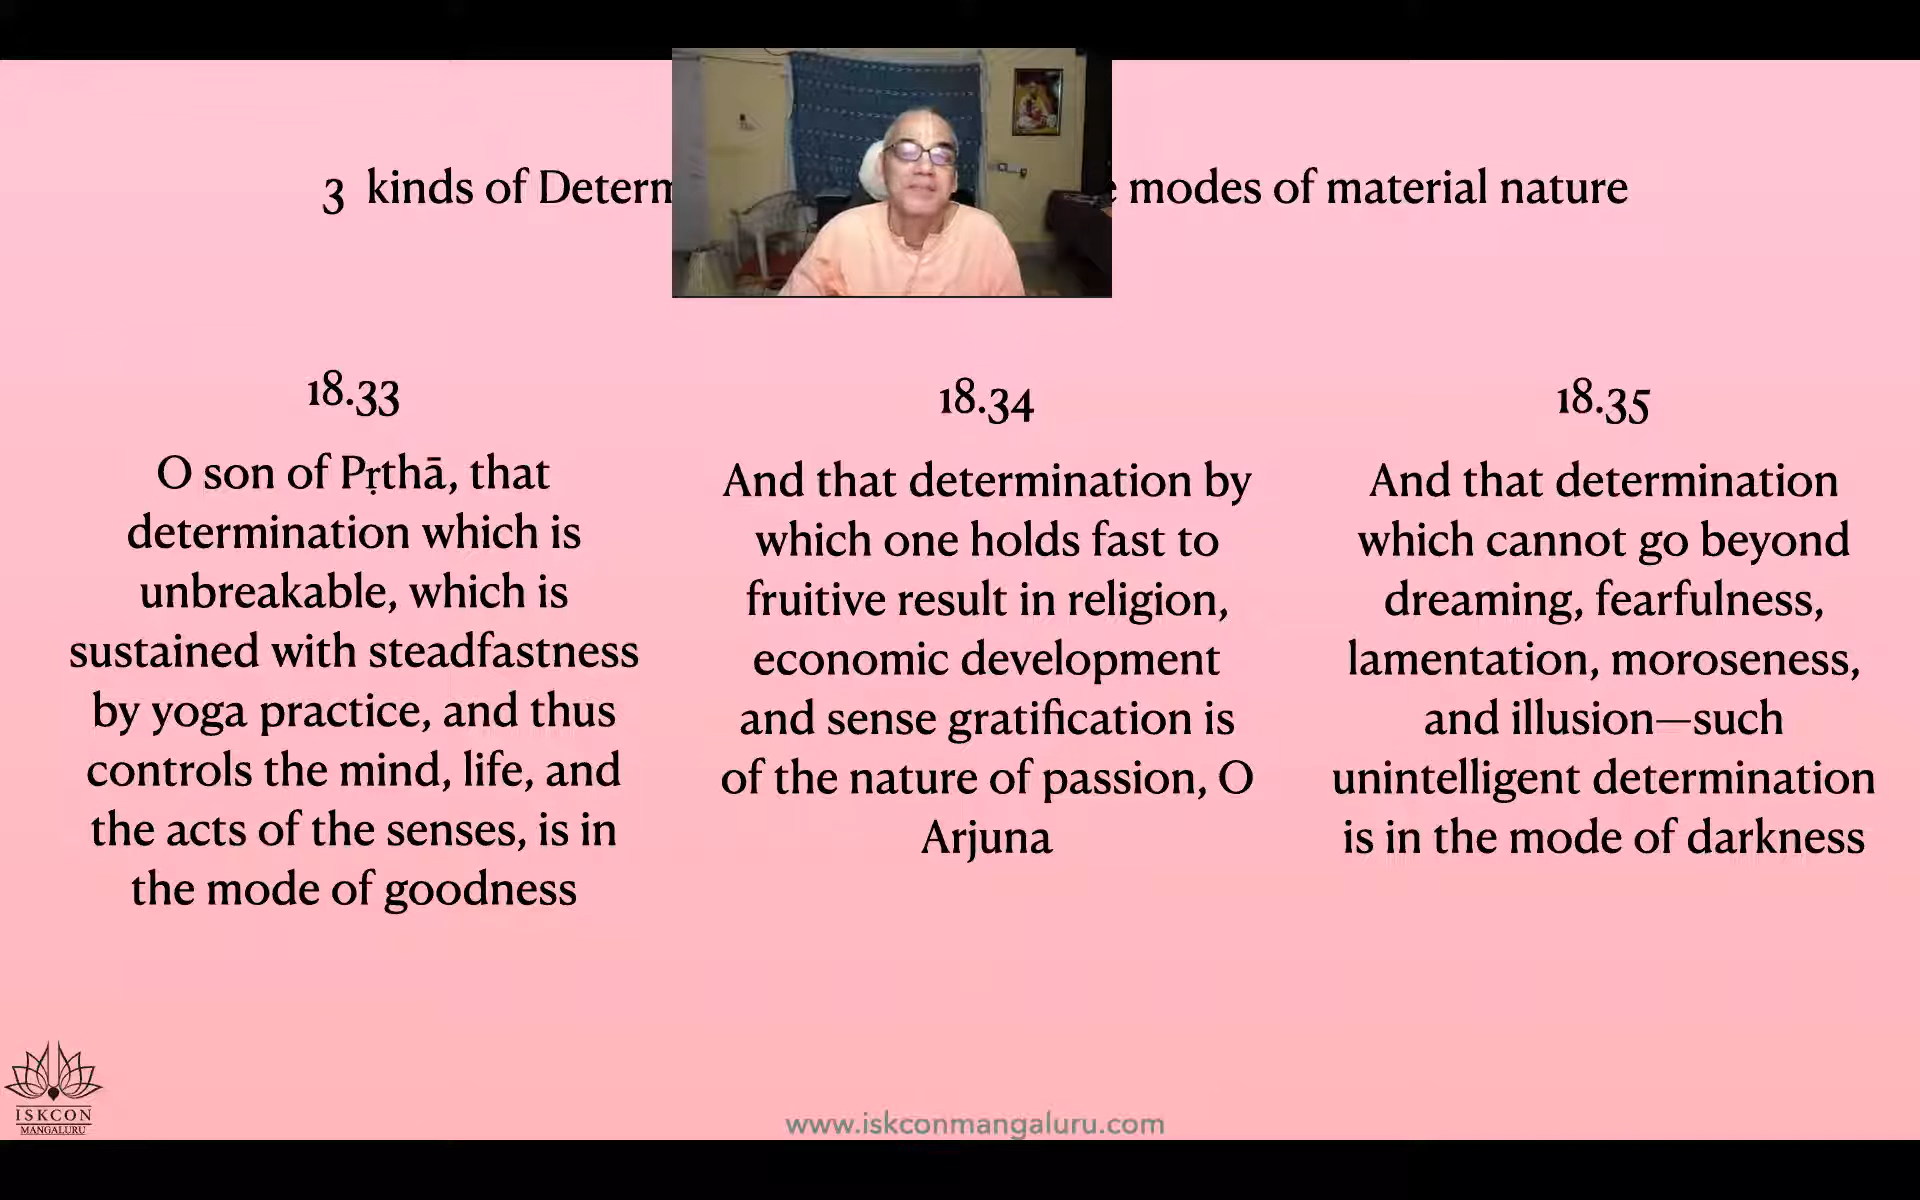 3 kinds of Determ
modes of material nature
18.33
O son of Pṛthā, that
determination which is
unbreakable, which is
sustained with steadfastness
by yoga practice, and thus
controls the mind, life, and
the acts of the senses, is in
the mode of goodness
18.34
And that determination by
which one holds fast to
fruitive result in religion,
economic development
and sense gratification is
of the nature of passion, O
Arjuna
18.35
And that determination
which cannot go beyond
dreaming, fearfulness,
lamentation, moroseness,
and illusion—such
unintelligent determination
is in the mode of darkness
ISKCON
MANGALURU
www.iskconmangaluru.com